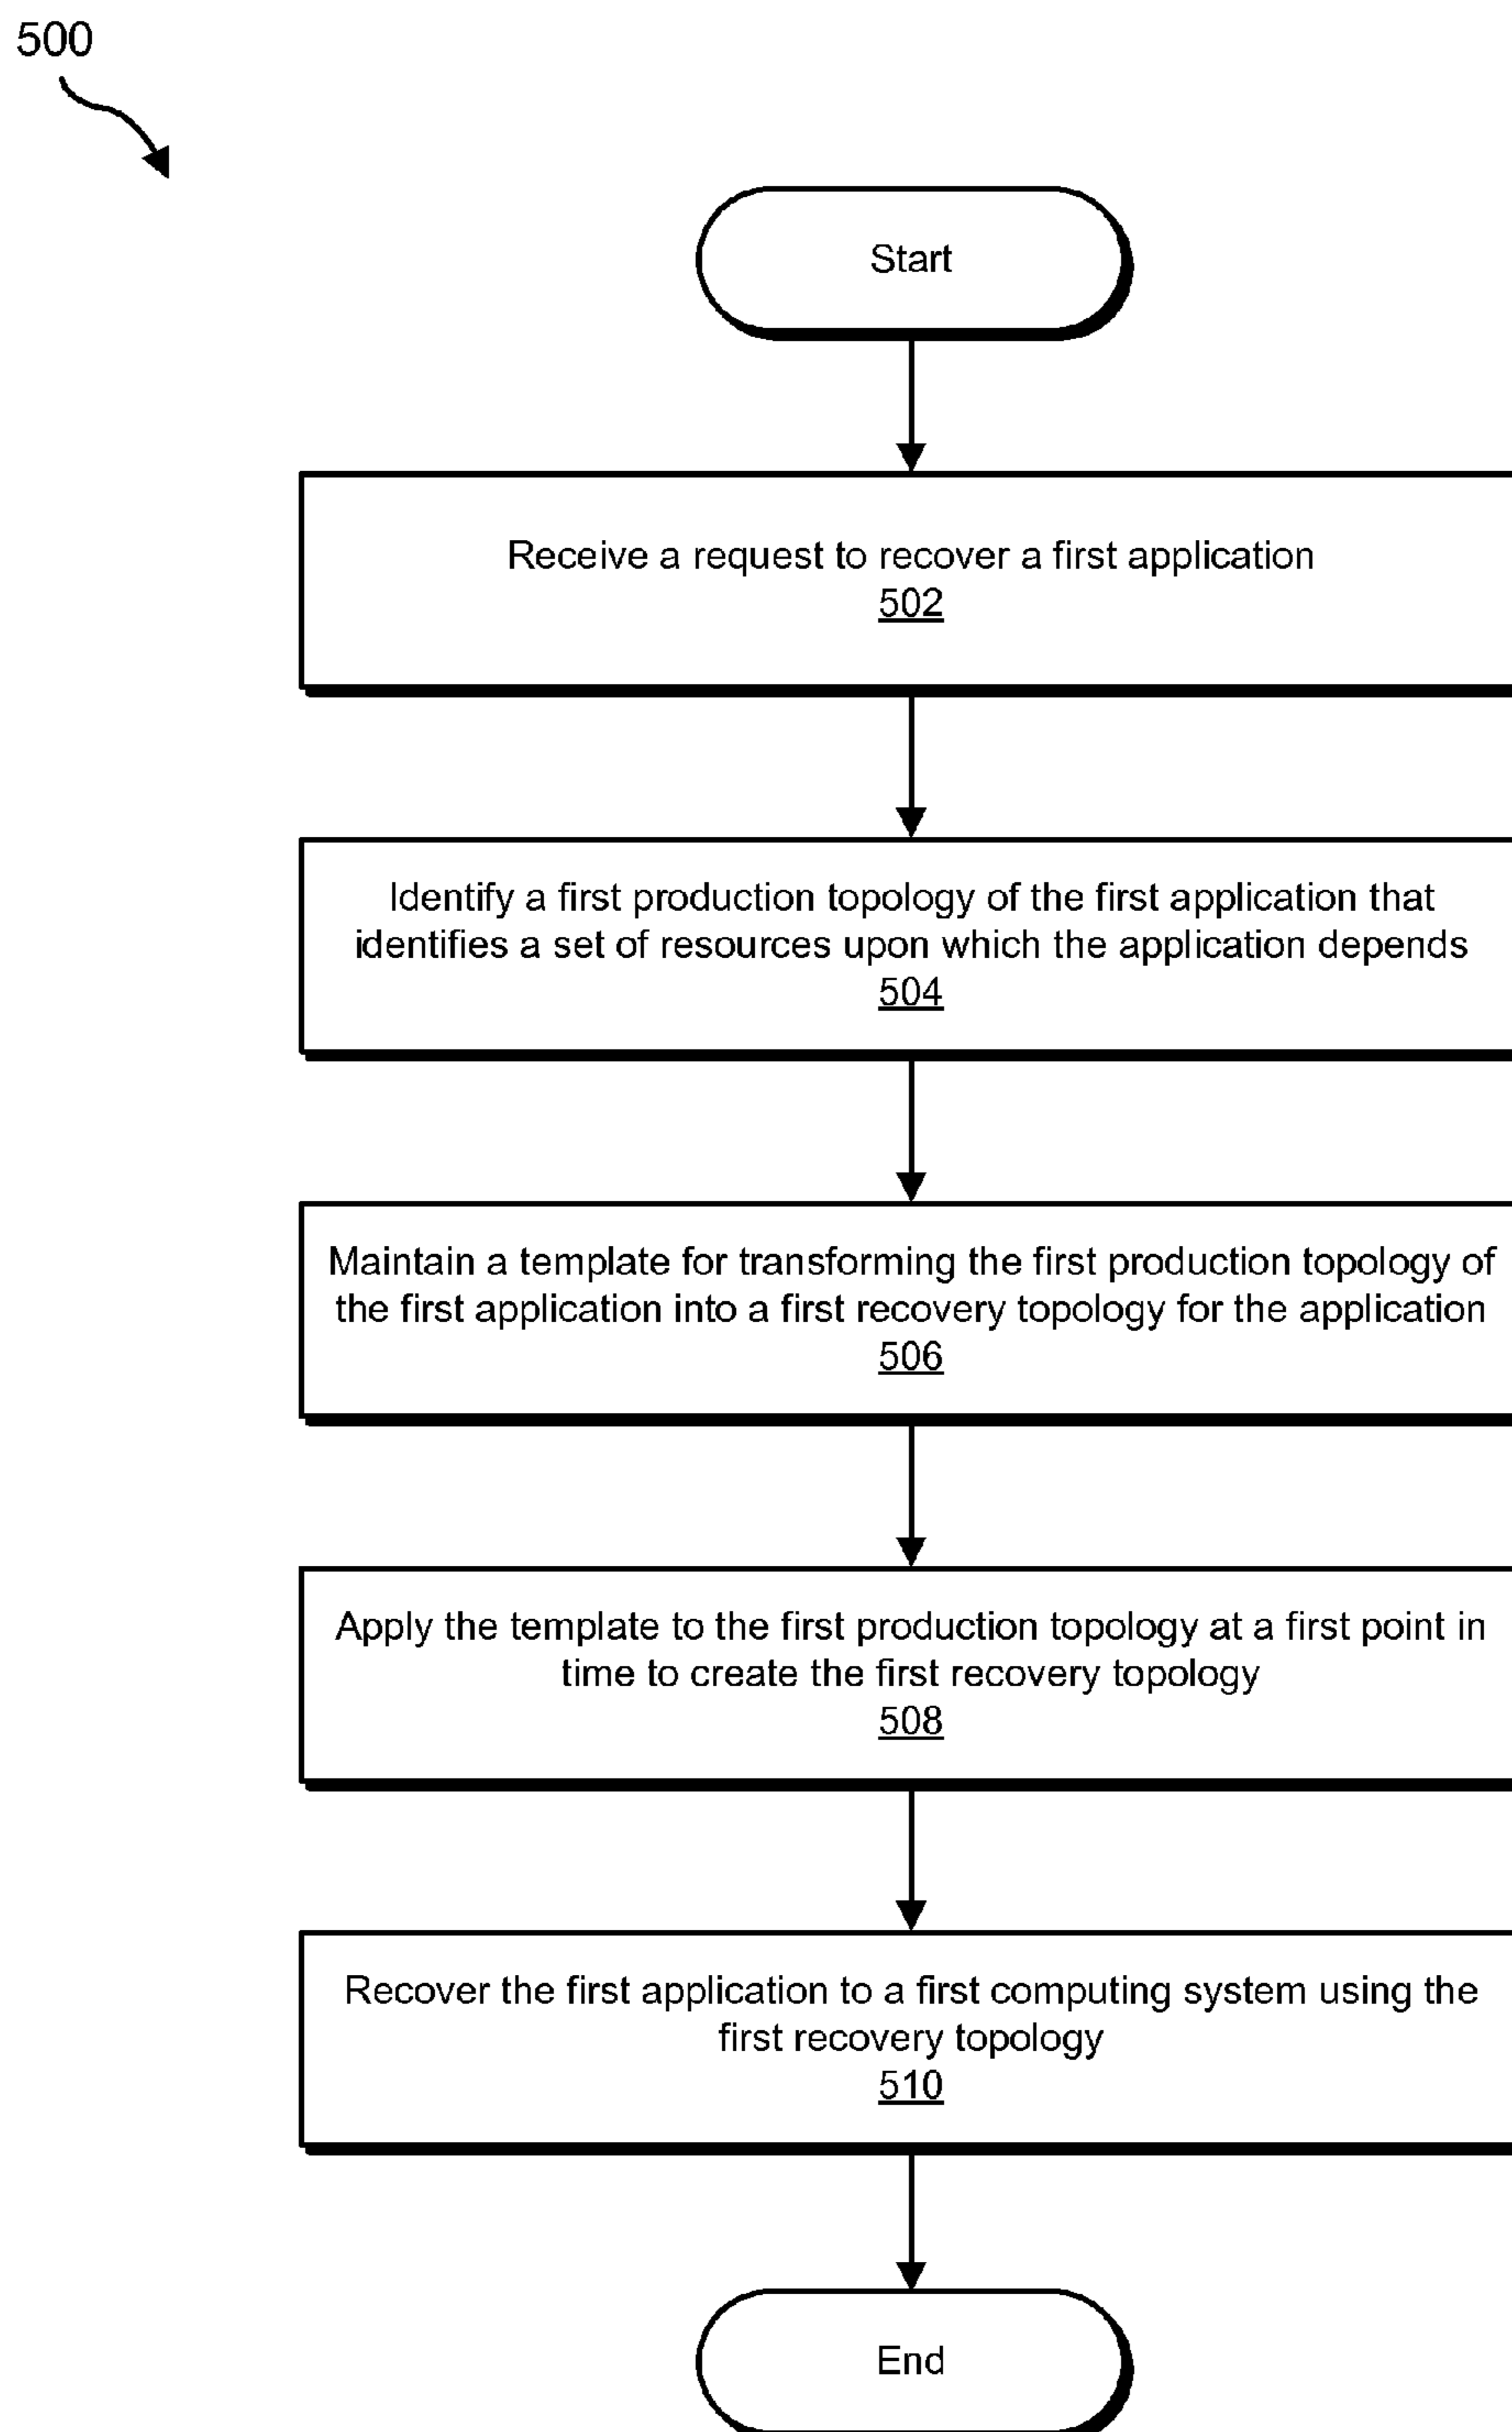 500
Start
Receive a request to recover a first application
502
Identify a first production topology of the first application that
identifies a set of resources upon which the application depends
504
Maintain a template for transforming the first production topology of
the first application into a first recovery topology for the application
506
Apply the template to the first production topology at a first point in
time to create the first recovery topology
508
Recover the first application to a first computing system using the
first recovery topology
510
End